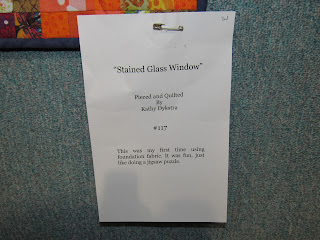 "Stained Glass Window"
Pieced and Quilted
By
Kathy Dykstra
#117
This was my first time using
foundation fabric. It was fun, just
like doing a jigsaw puzzle.